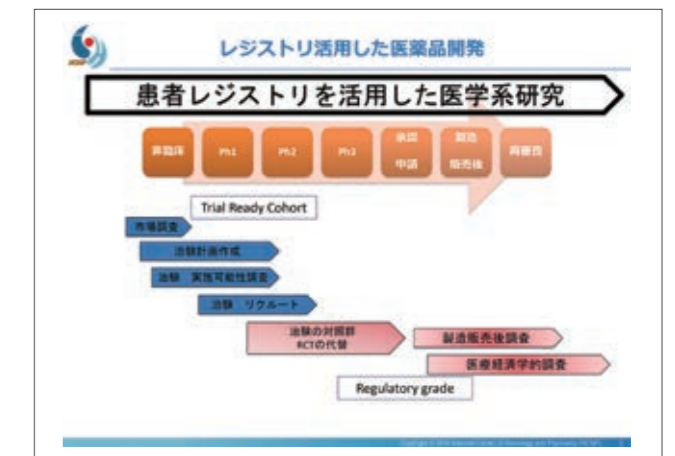 レジストリ活用した医薬品開発
患者レジストリを活用した医学系研究
非臨床
Ph1
Ph2
Ph3
承認
申請
製造
販売後
再審査
Trial Ready Cohort
市場調査
治験計画作成
治験 実施可能性調査
治験 リクルート
治験の対照群
RCTの代替
製造販売後調査
医療経済学的調査
Regulatory grade